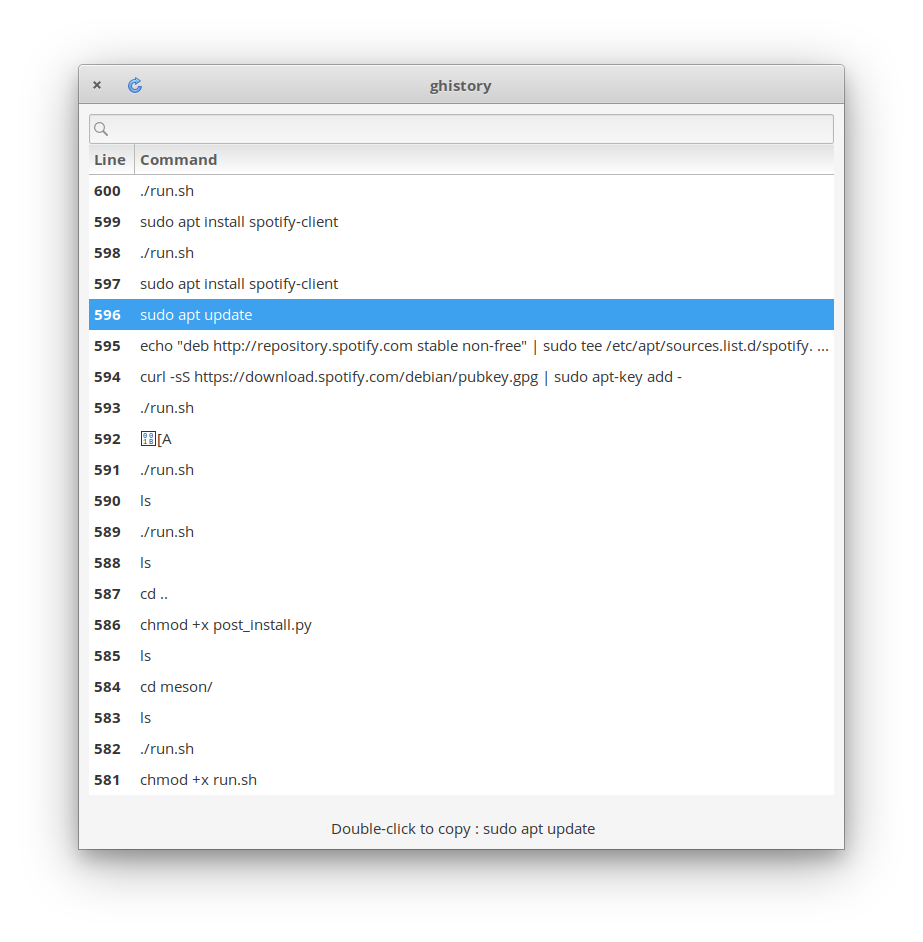 ghistory
Line Command
600 ./run.sh
599 sudo apt install spotify-client
598 ./run.sh
597 sudo apt install spotify-client
596 sudo apt update
595 echo "deb http://repository.spotify.com stable non-free" | sudo tee /etc/apt/sources.list.d/spotify. ...
594 curl -sS https://download.spotify.com/debian/pubkey.gpg | sudo apt-key add -
593 ./run.sh
592 [A
591 ./run.sh
590 ls
589 ./run.sh
588 ls
587 cd ..
586 chmod +x post_install.py
585 ls
584 cd meson/
583 ls
582 ./run.sh
581 chmod +x run.sh
Double-click to copy : sudo apt update